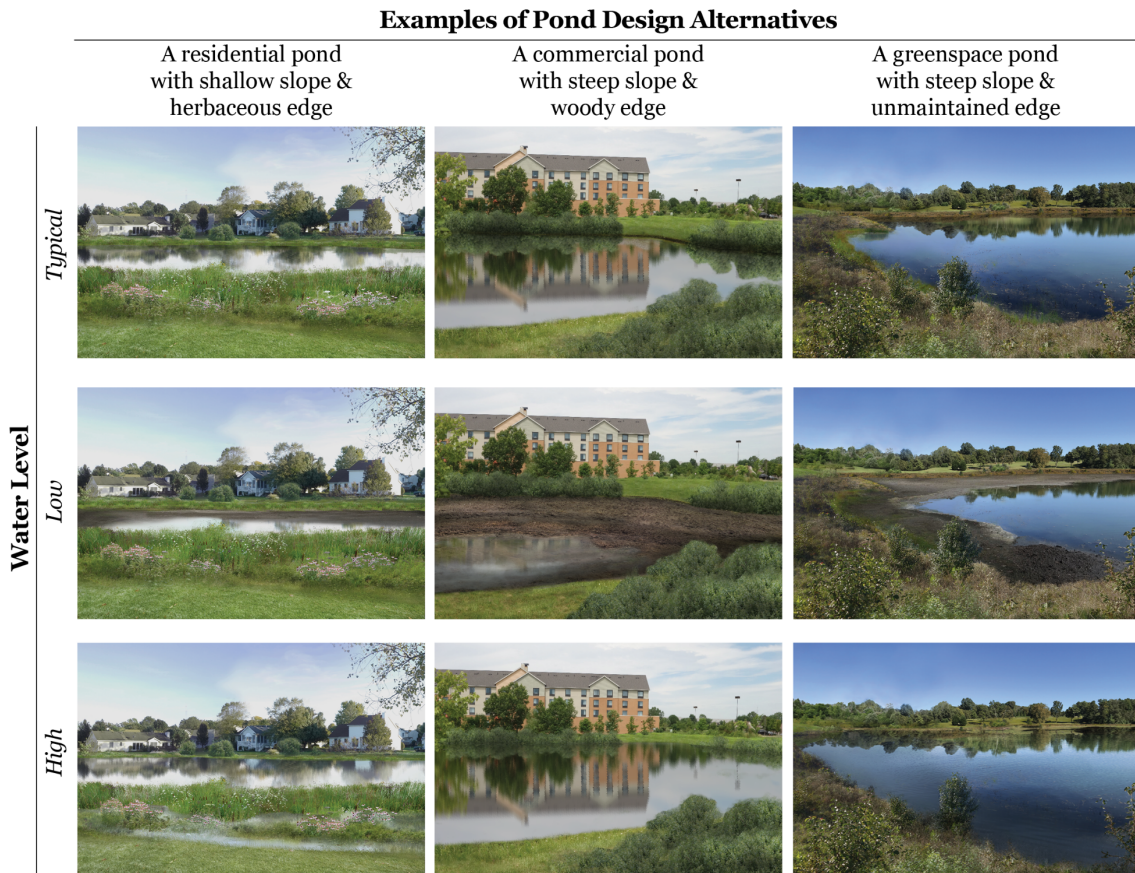 Examples of Pond Design Alternatives
A residential pond
with shallow slope &
herbaceous edge
A commercial pond
with steep slope &
woody edge
A greenspace pond
with steep slope &
unmaintained edge
Water Level
Typical
Low
High